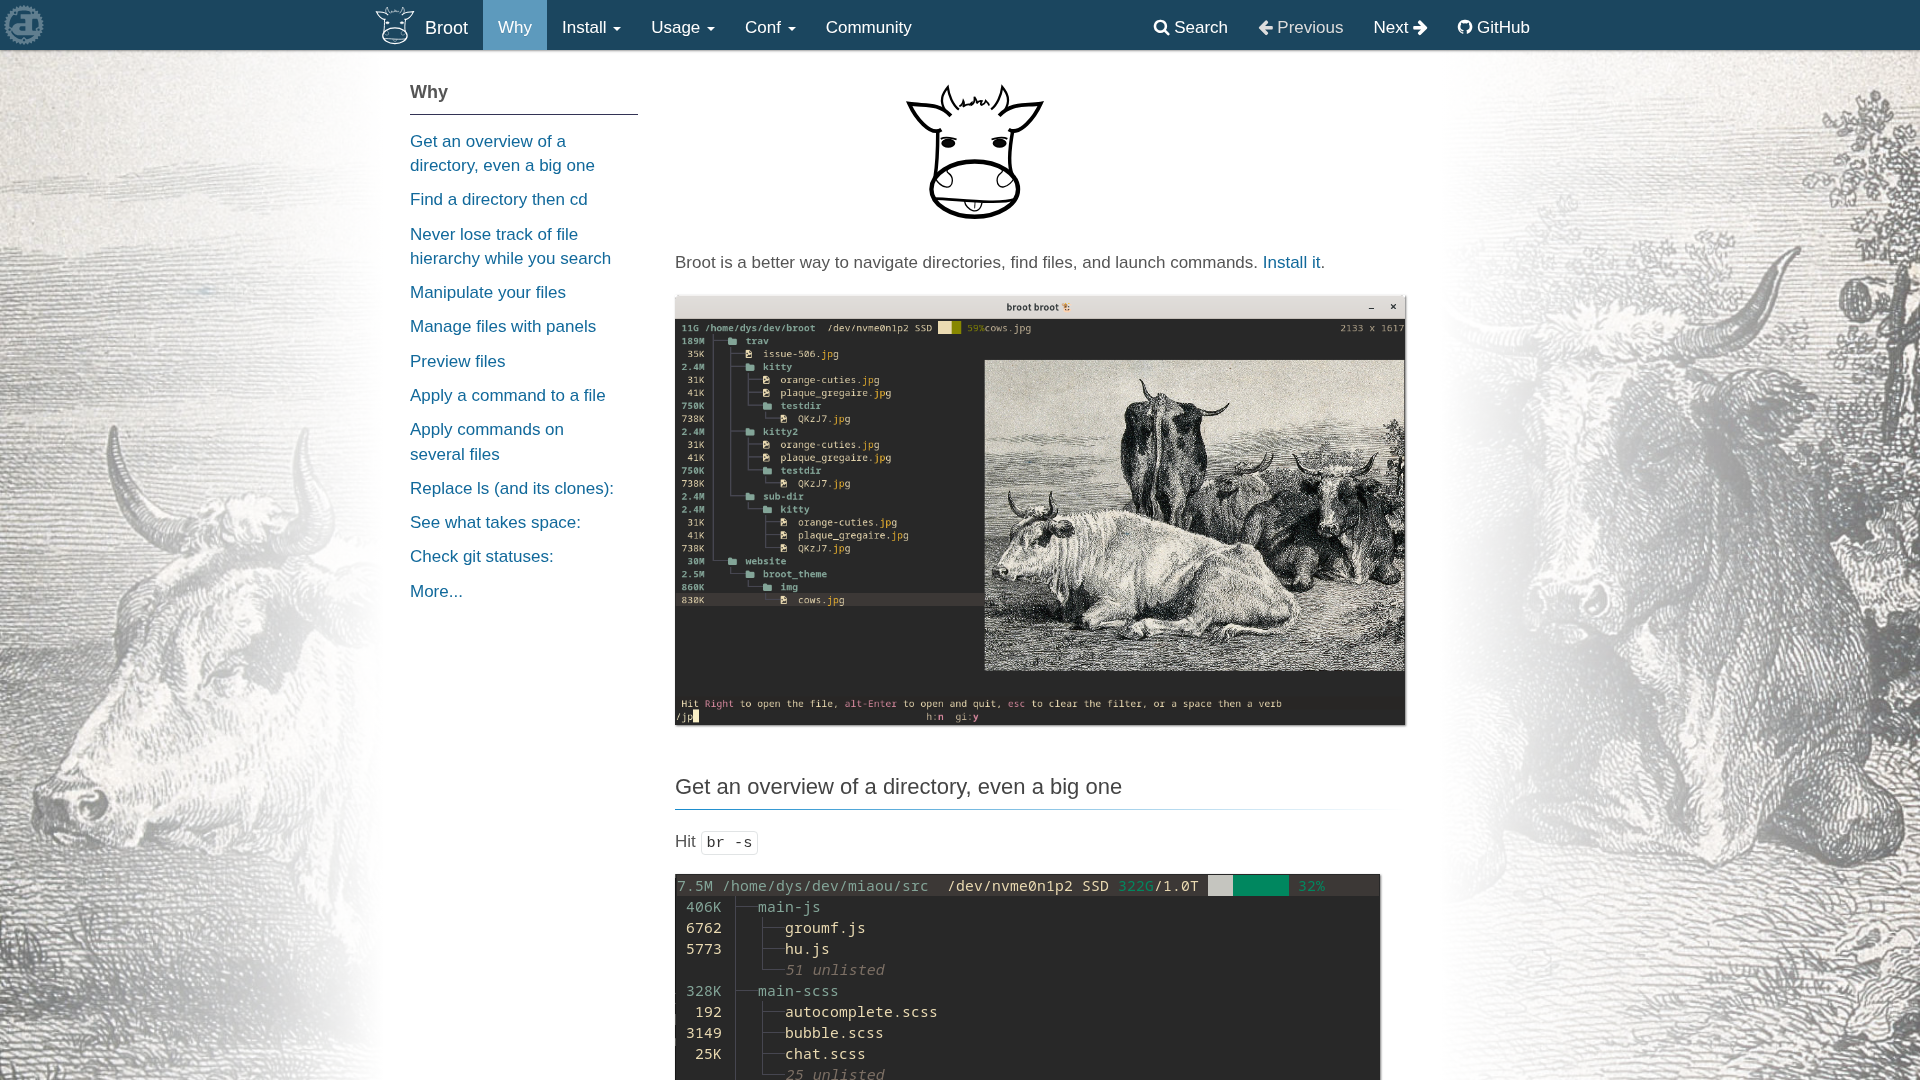 Broot
Why
Install
Usage
Conf
Community
Search
Previous
Next
GitHub
Why
Get an overview of a
directory, even a big one
Find a directory then cd
Never lose track of file
hierarchy while you search
Manipulate your files
Manage files with panels
Preview files
Apply a command to a file
Apply commands on
several files
Replace ls (and its clones):
See what takes space:
Check git statuses:
More...
Broot is a better way to navigate directories, find files, and launch commands. Install it.
broot broot
11G /home/dys/dev/broot /dev/nvme0n1p2 SSD 59%cows.jpg 2133 x 1617
189M trav
35K issue-506.jpg
2.4M kitty
31K orange-cuties.jpg
41K plaque_gregaire.jpg
750K testdir
738K QKzJ7.jpg
2.4M kitty2
31K orange-cuties.jpg
41K plaque_gregaire.jpg
750K testdir
738K QKzJ7.jpg
2.4M sub-dir
2.4M kitty
31K orange-cuties.jpg
41K plaque_gregaire.jpg
738K QKzJ7.jpg
30M website
2.5M broot_theme
860K img
830K cows.jpg
Hit Right to open the file, alt-Enter to open and quit, esc to clear the filter, or a space then a verb
/jp h:n gi:y
Get an overview of a directory, even a big one
Hit br -s
7.5M /home/dys/dev/miaou/src /dev/nvme0n1p2 SSD 322G/1.0T 32%
406K main-js
6762 groumf.js
5773 hu.js
51 unlisted
328K main-scss
192 autocomplete.scss
3149 bubble.scss
25K chat.scss
25 unlisted